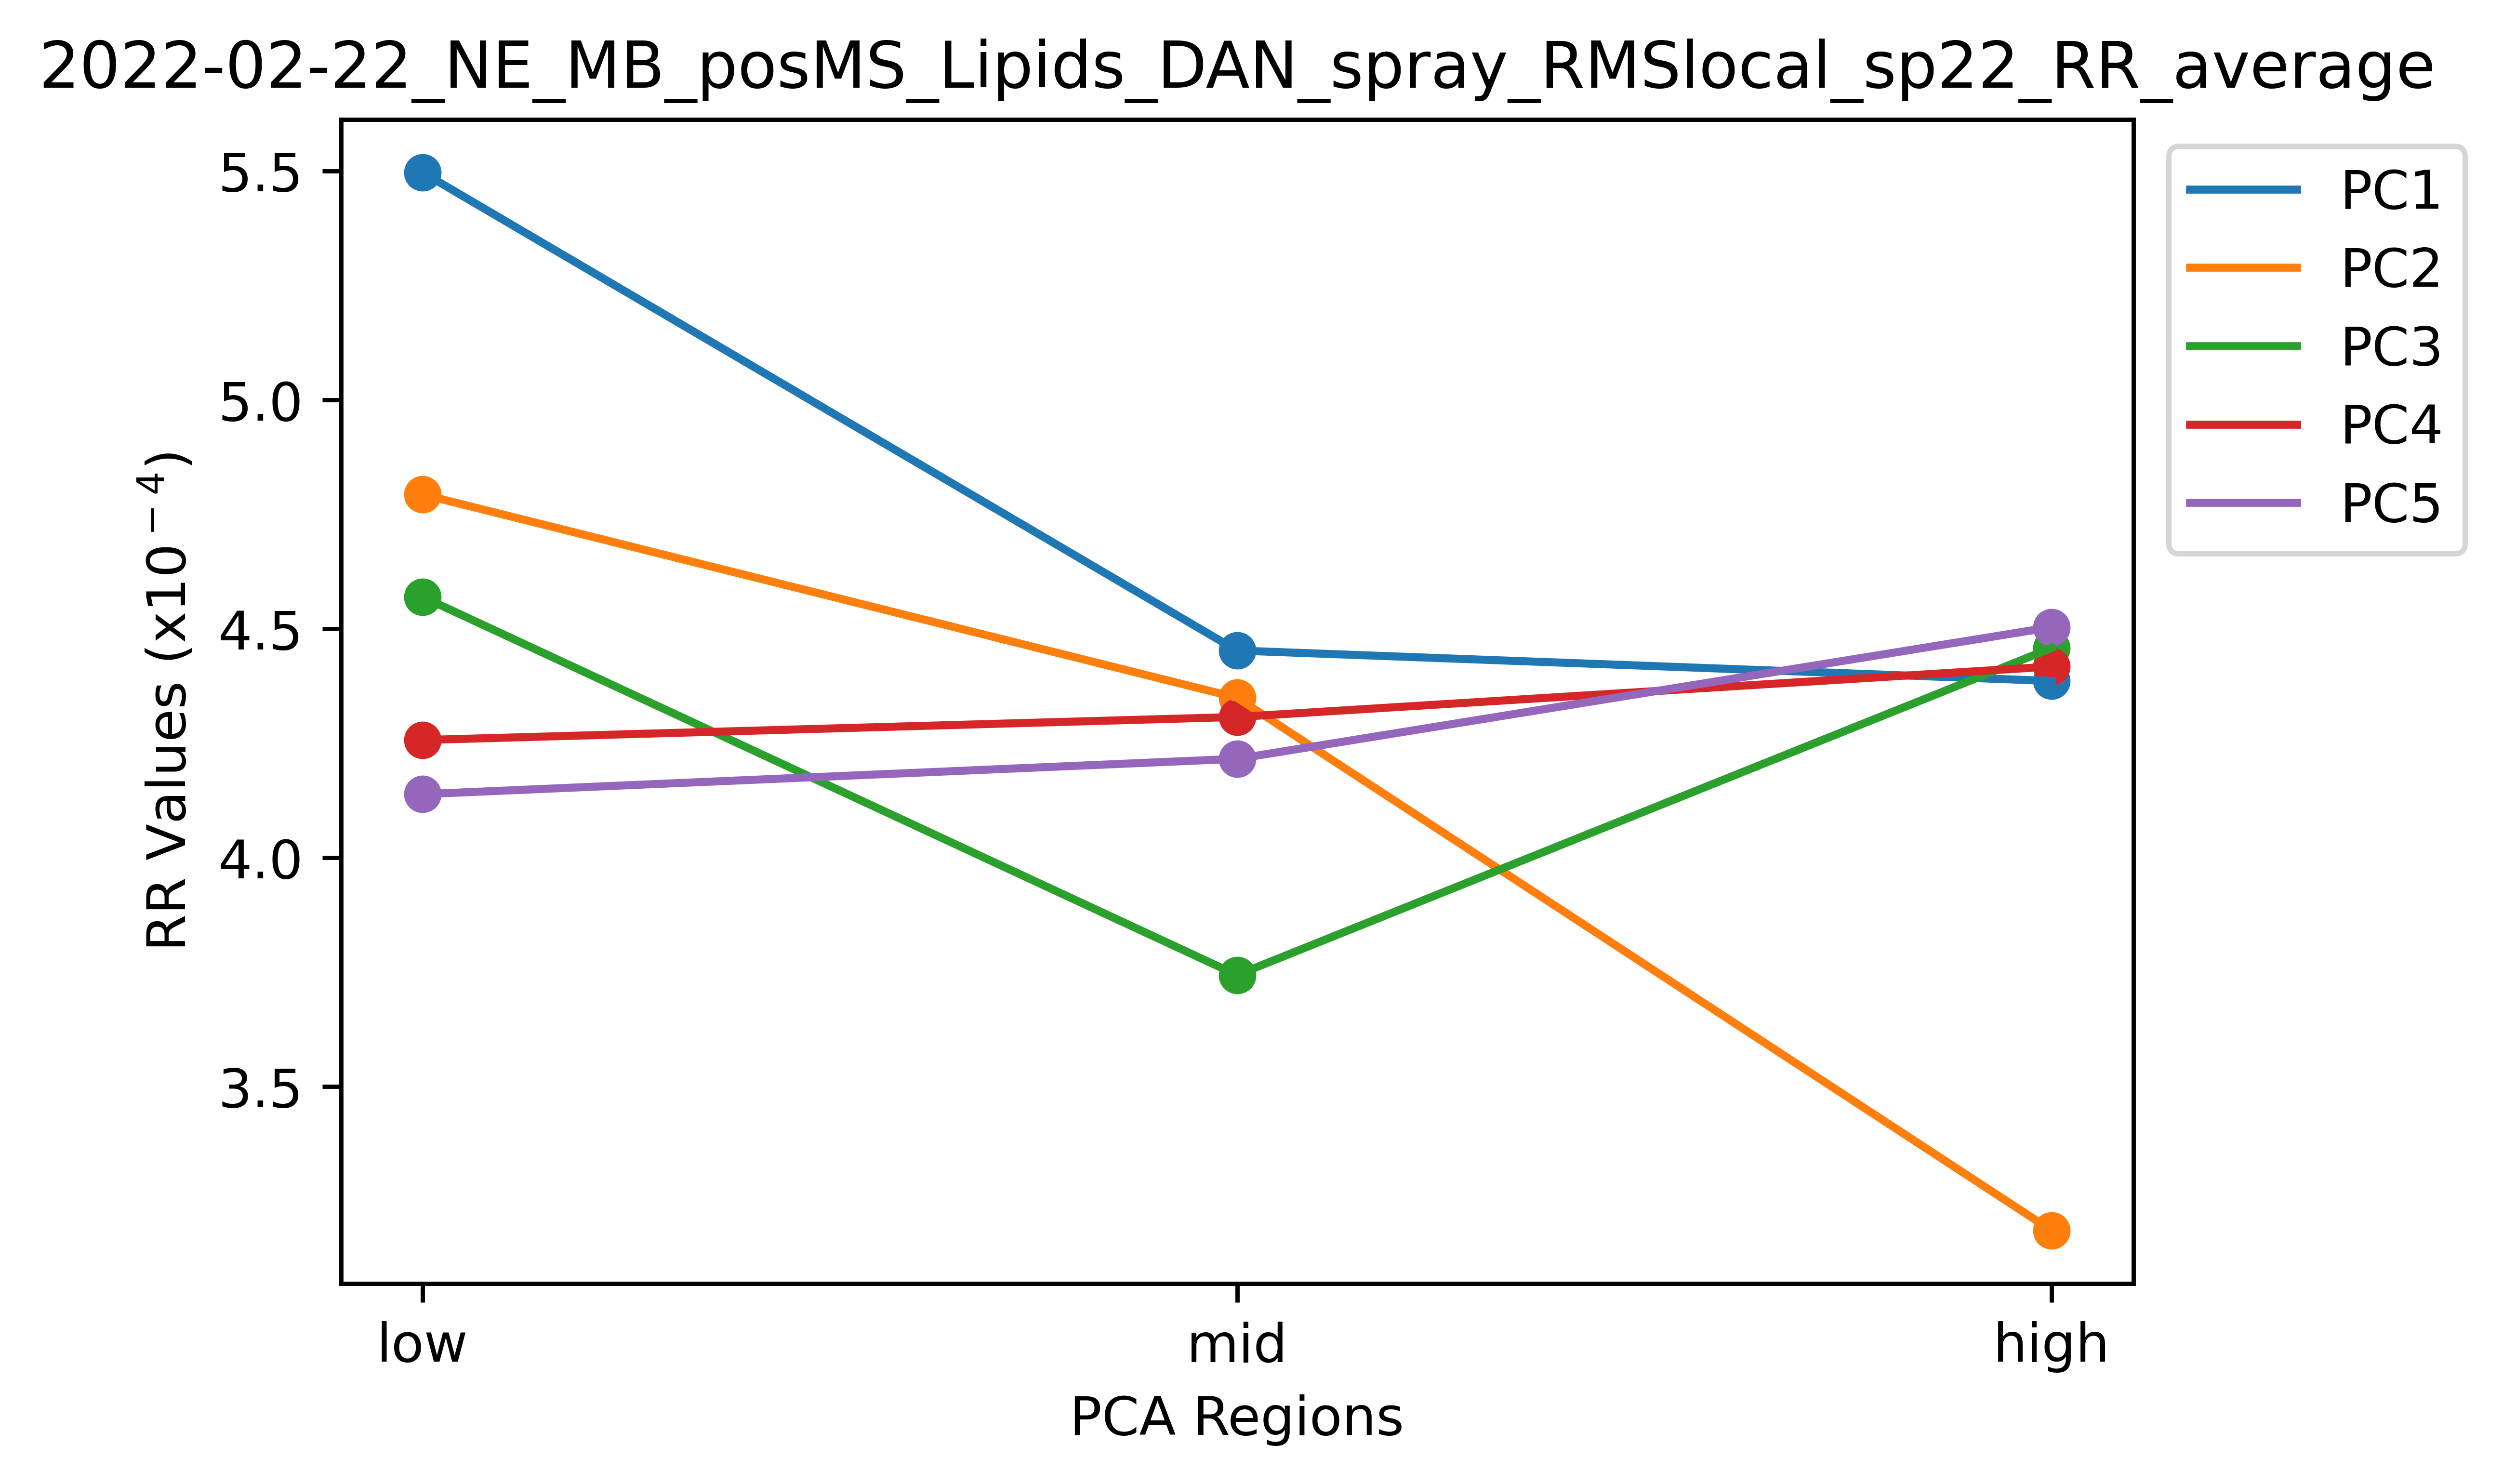 2022-02-22_NE_MB_posMS_Lipids_DAN_spray_RMSlocal_sp22_RR_average
RR Values (x10⁻⁴)
5.5
5.0
4.5
4.0
3.5
low
mid
high
PCA Regions
PC1
PC2
PC3
PC4
PC5